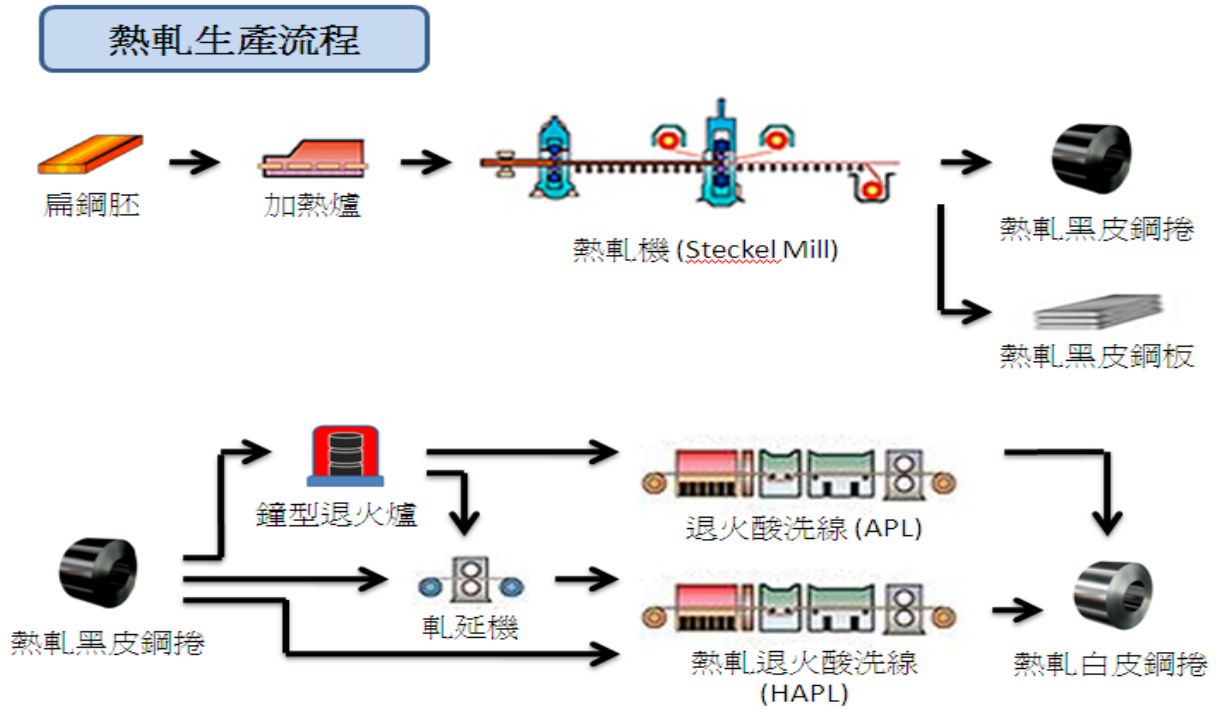 熱軋生產流程
扁鋼胚
加熱爐
熱軋機 (Steckel Mill)
熱軋黑皮鋼捲
熱軋黑皮鋼板
鐘型退火爐
退火酸洗線 (APL)
熱軋黑皮鋼捲
軋延機
熱軋退火酸洗線
(HAPL)
熱軋白皮鋼捲